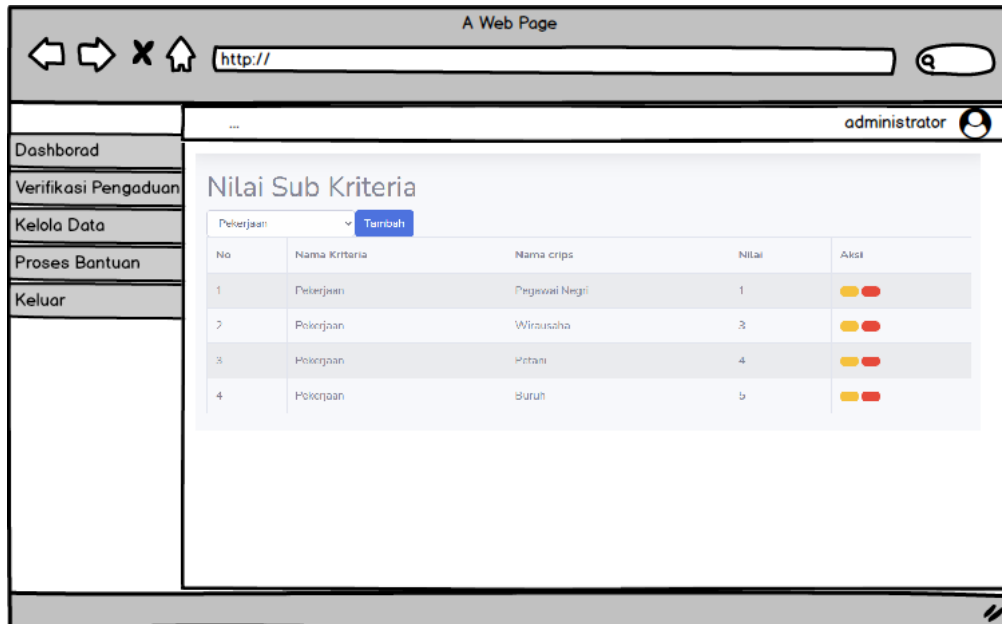 A Web Page
http://
...
administrator
Dashborad
Verifikasi Pengaduan
Kelola Data
Proses Bantuan
Keluar
Nilai Sub Kriteria
Pekerjaan Tambah
No Nama Kriteria Nama crips Nilai Aksi
1 Pekerjaan Pegawai Negri 1
2 Pekerjaan Wirausaha 3
3 Pekerjaan Petani 4
4 Pekerjaan Buruh 5